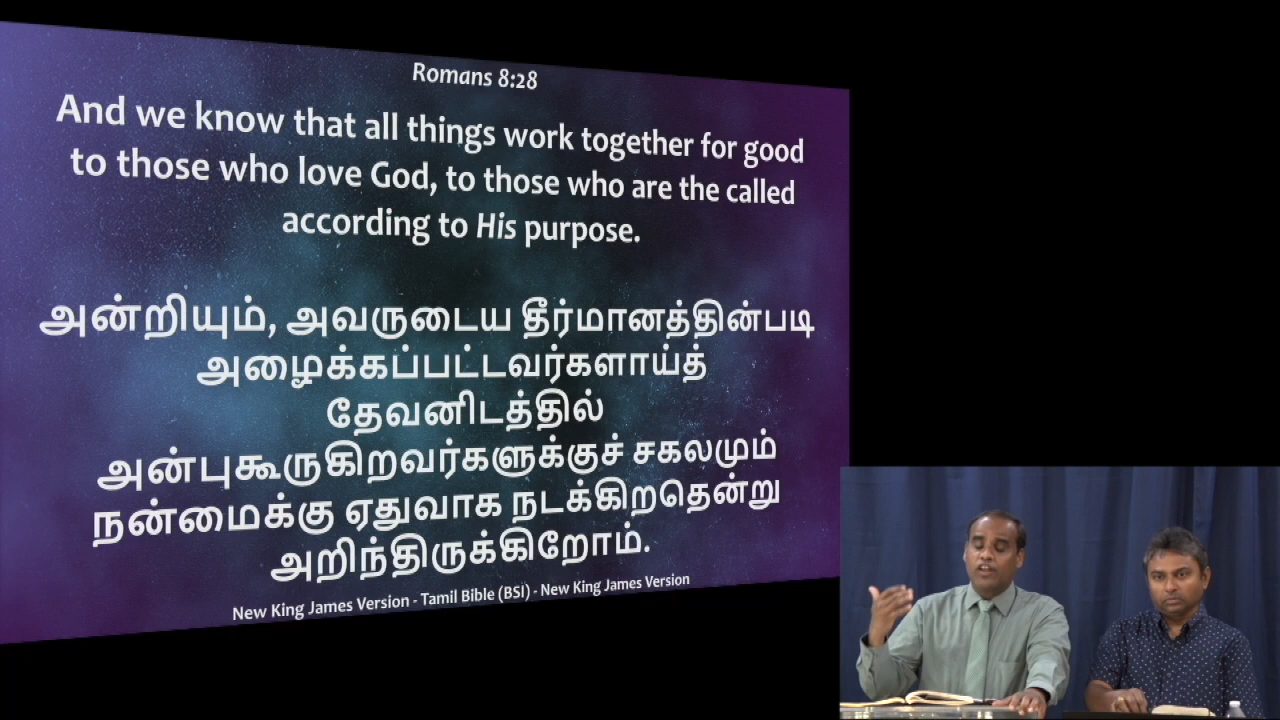 Romans 8:28
And we know that all things work together for good
to those who love God, to those who are the called
according to His purpose.
அன்றியும், அவருடைய தீர்மானத்தின்படி
அழைக்கப்பட்டவர்களாய்த்
தேவனிடத்தில்
அன்புகூருகிறவர்களுக்குச் சகலமும்
நன்மைக்கு ஏதுவாக நடக்கிறதென்று
அறிந்திருக்கிறோம்.
New King James Version - Tamil Bible (BSI) - New King James Version